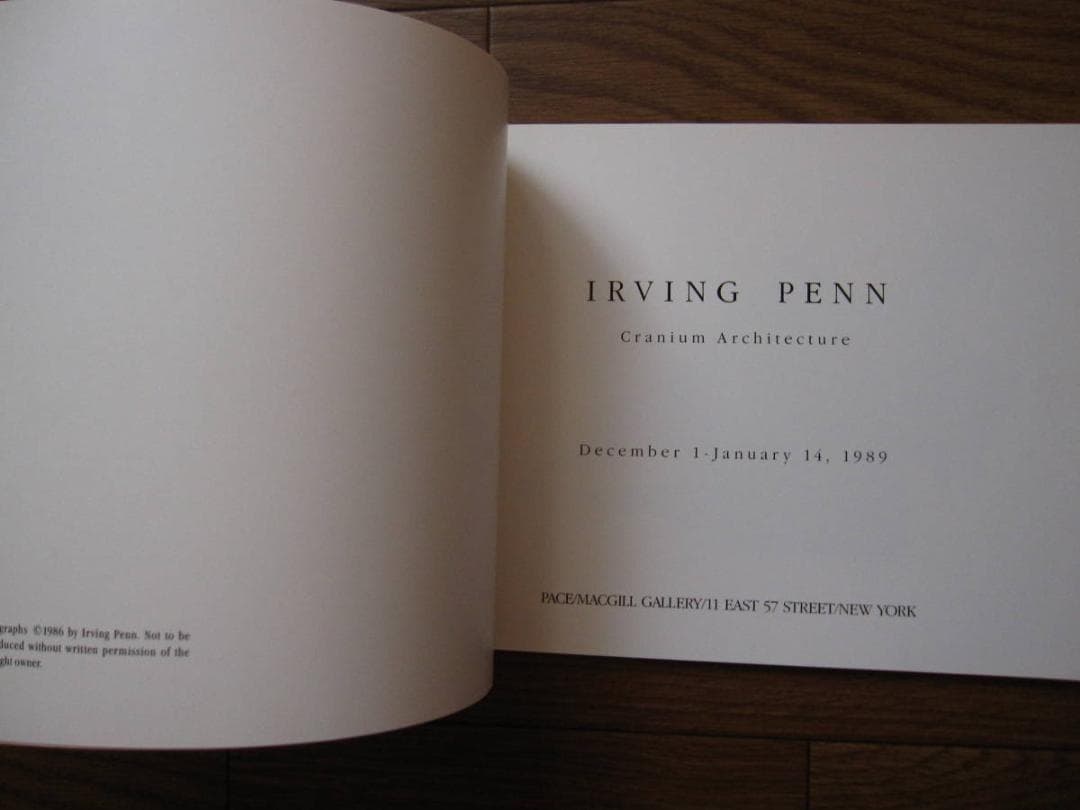 graphs ©1986 by Irving Penn. Not to be
duced without written permission of the
ght owner.
IRVING PENN
Cranium Architecture
December 1-January 14, 1989
PACE/MACGILL GALLERY/11 EAST 57 STREET/NEW YORK